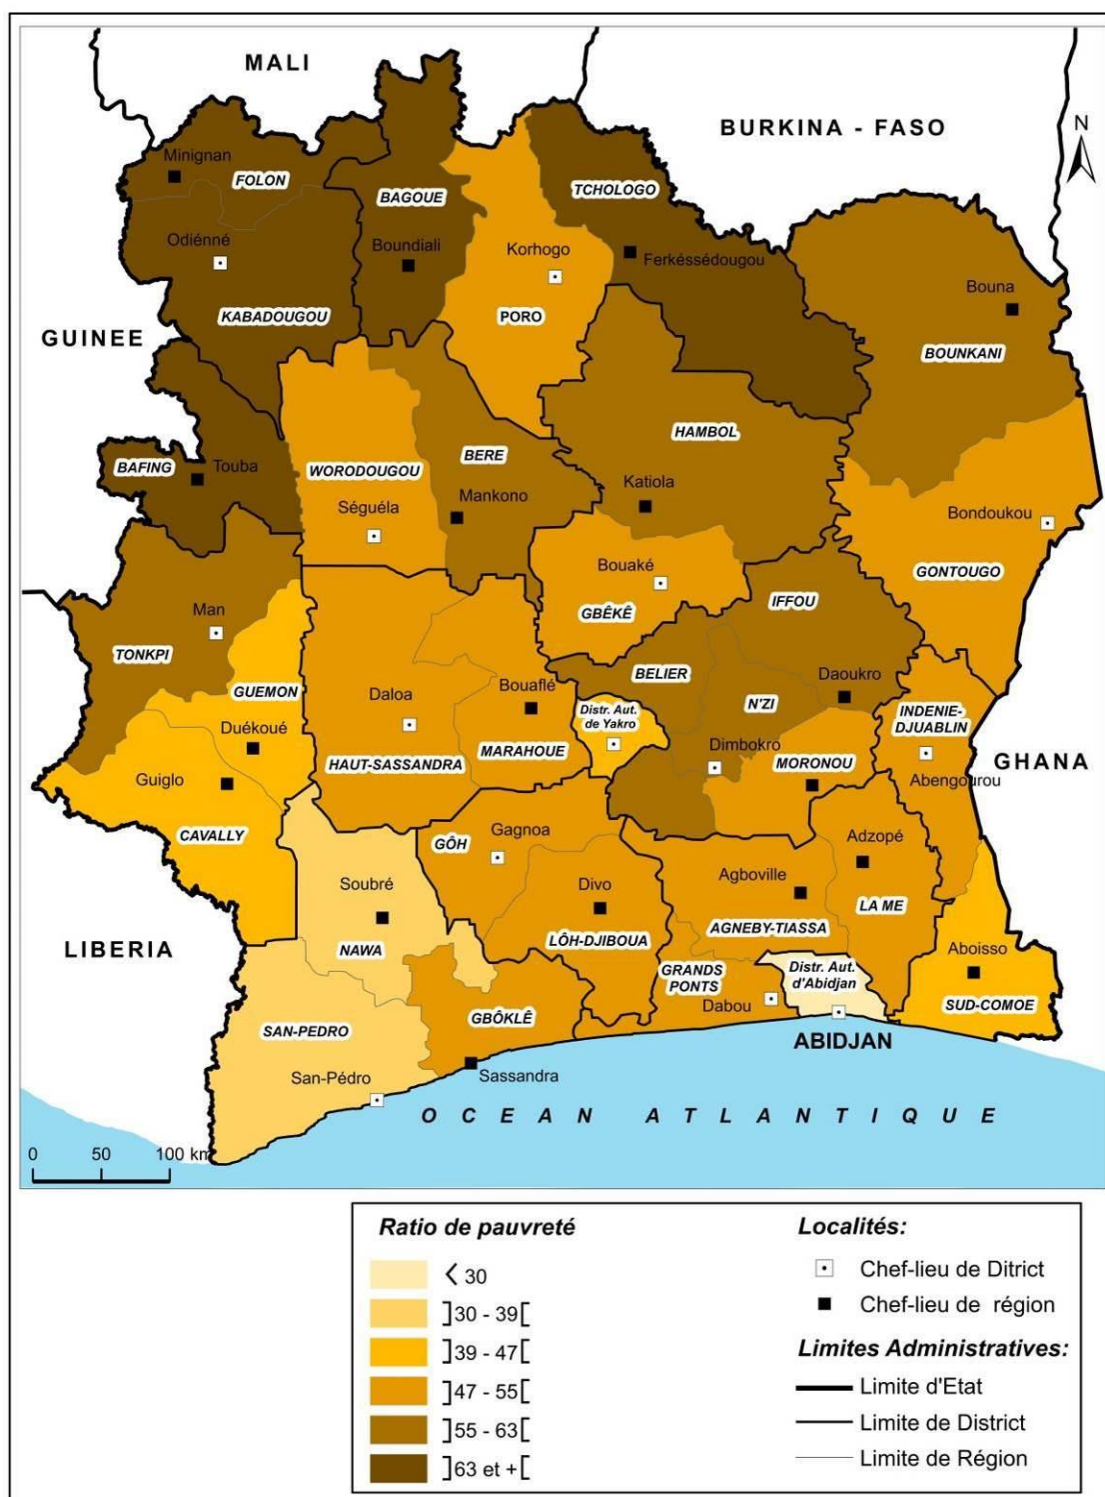 MALI
BURKINA - FASO
N
Minignan
FOLON
TCHOLOGO
BAGOUE
Odiénné
Boundiali
Korhogo
Ferkéssédougou
Bouna
KABADOUGOU
PORO
GUINEE
BOUNKANI
HAMBOL
BAFING
Touba
WORODOUGOU
BERE
Mankono
Katiola
Séguéla
Bondoukou
Bouaké
GONTOUGO
IFFOU
GBÊKÊ
Man
TONKPI
GUEMON
BELIER
Daoukro
Daloa
Bouaflé
N'ZI
INDENIE-
DJUABLIN
Distr. Aut.
de Yakro
Duékoué
MARAHOUE
Dimbokro
MORONOU
GHANA
HAUT-SASSANDRA
Guiglo
Abengourou
CAVALLY
GÔH
Gagnoa
Adzopé
Soubré
Divo
Agboville
LA ME
NAWA
LÔH-DJIBOUA
AGNEBY-TIASSA
LIBERIA
Aboisso
GRANDS
PONTS
Distr. Aut.
d'Abidjan
Dabou
SUD-COMOE
SAN-PEDRO
GBÔKLÊ
ABIDJAN
San-Pédro
Sassandra
OCEAN ATLANTIQUE
0 50 100 km
Ratio de pauvreté
< 30
]30 - 39[
]39 - 47[
]47 - 55[
]55 - 63[
]63 et +[
Localités:
Chef-lieu de Ditrict
Chef-lieu de région
Limites Administratives:
Limite d'Etat
Limite de District
Limite de Région